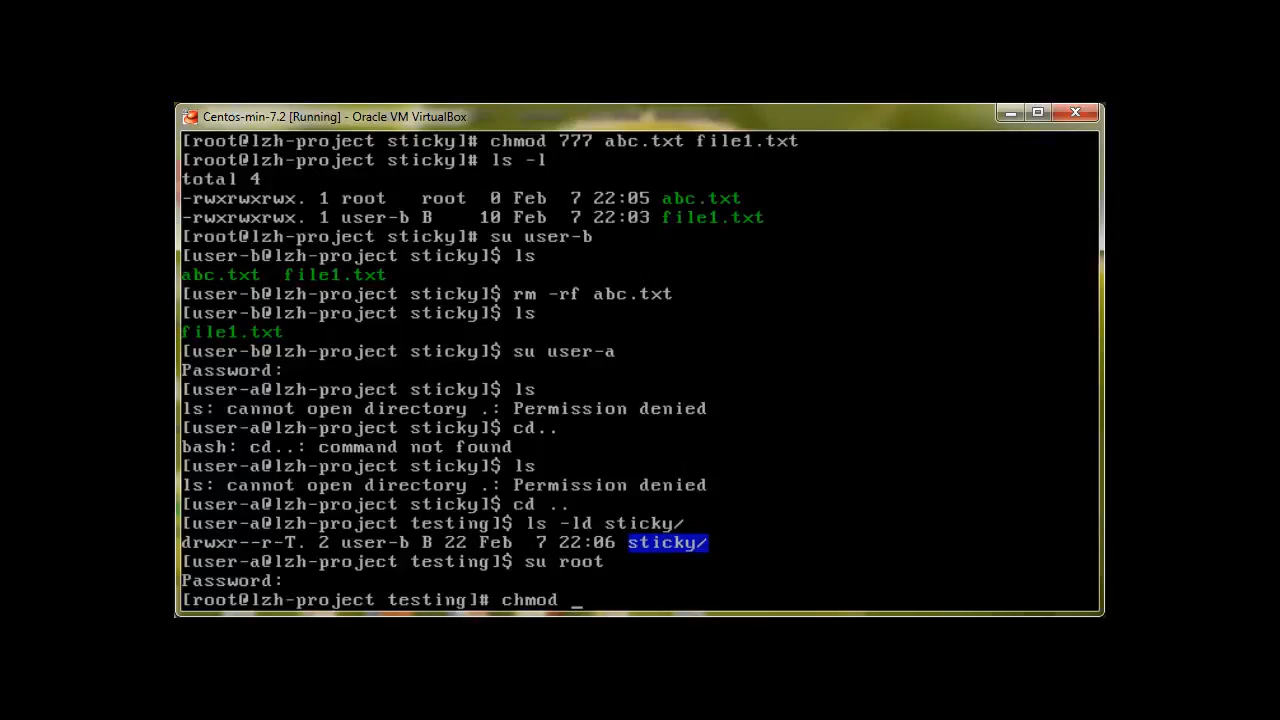 Centos-min-7.2 [Running] - Oracle VM VirtualBox
[root@lzh-project sticky]# chmod 777 abc.txt file1.txt
[root@lzh-project sticky]# ls -l
total 4
-rwxrwxrwx. 1 root   root  0 Feb  7 22:05 abc.txt
-rwxrwxrwx. 1 user-b B    10 Feb  7 22:03 file1.txt
[root@lzh-project sticky]# su user-b
[user-b@lzh-project sticky]$ ls
abc.txt  file1.txt
[user-b@lzh-project sticky]$ rm -rf abc.txt
[user-b@lzh-project sticky]$ ls
file1.txt
[user-b@lzh-project sticky]$ su user-a
Password:
[user-a@lzh-project sticky]$ ls
ls: cannot open directory .: Permission denied
[user-a@lzh-project sticky]$ cd..
bash: cd..: command not found
[user-a@lzh-project sticky]$ ls
ls: cannot open directory .: Permission denied
[user-a@lzh-project sticky]$ cd ..
[user-a@lzh-project testing]$ ls -ld sticky/
drwxr--r-T. 2 user-b B 22 Feb  7 22:06 sticky/
[user-a@lzh-project testing]$ su root
Password:
[root@lzh-project testing]# chmod _